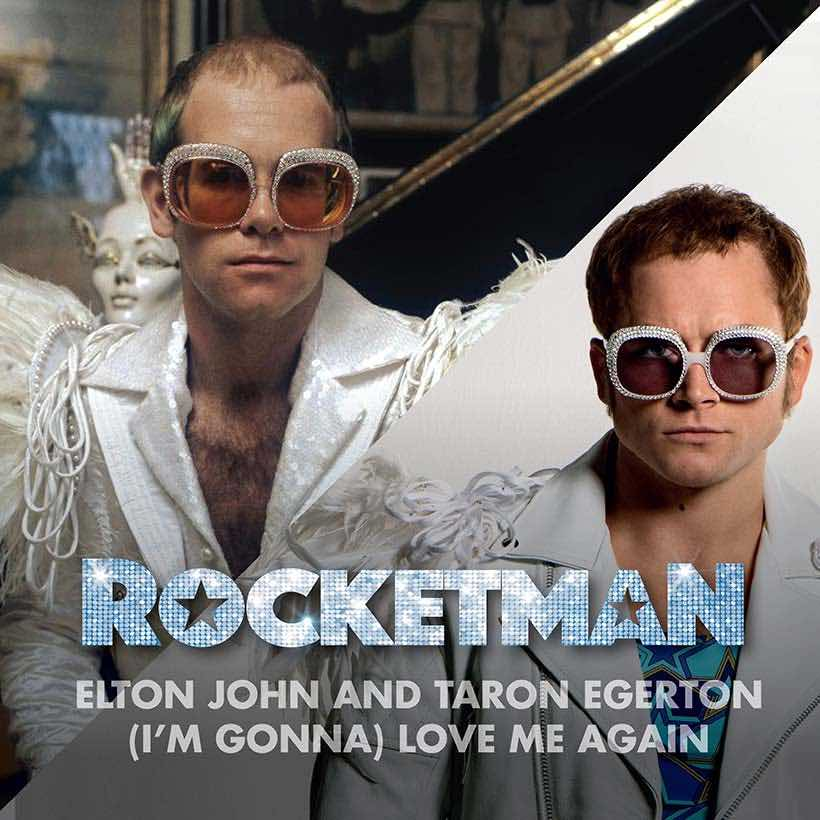 ROCKETMAN
ELTON JOHN AND TARON EGERTON
(I'M GONNA) LOVE ME AGAIN